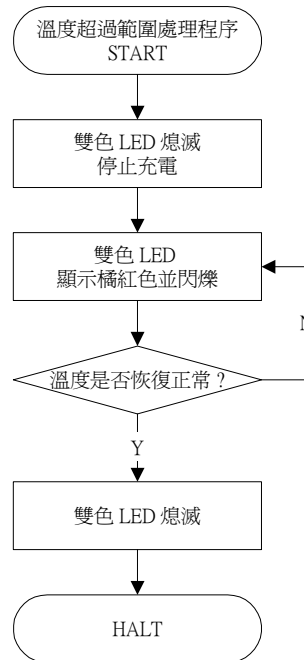 溫度超過範圍處理程序
START
雙色 LED 熄滅
停止充電
雙色 LED
顯示橘紅色並閃爍
N
溫度是否恢復正常 ?
Y
雙色 LED 熄滅
HALT